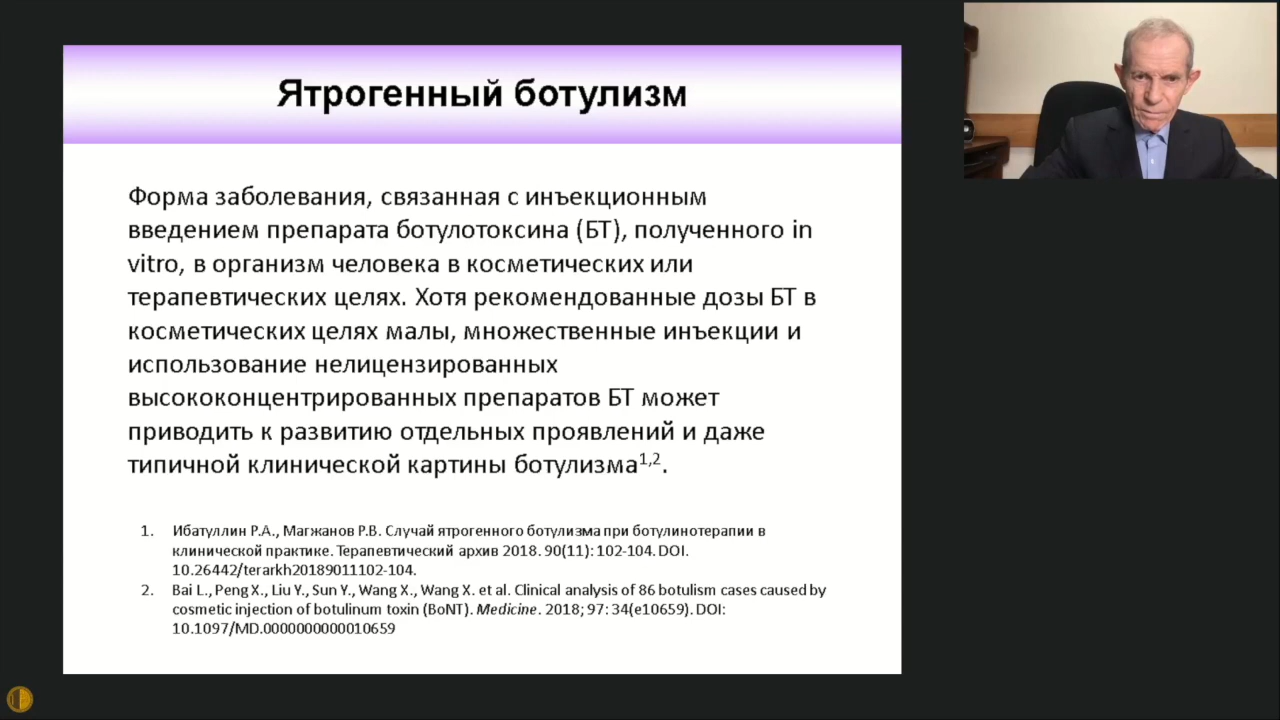 Ятрогенный ботулизм
Форма заболевания, связанная с инъекционным
введением препарата ботулотоксина (БТ), полученного in
vitro, в организм человека в косметических или
терапевтических целях. Хотя рекомендованные дозы БТ в
косметических целях малы, множественные инъекции и
использование нелицензированных
высококонцентрированных препаратов БТ может
приводить к развитию отдельных проявлений и даже
типичной клинической картины ботулизма1,2.
1. Ибатуллин Р.А., Магжанов Р.В. Случай ятрогенного ботулизма при ботулинотерапии в
клинической практике. Терапевтический архив 2018. 90(11): 102-104. DOI.
10.26442/terarkh20189011102-104.
2. Bai L., Peng X., Liu Y., Sun Y., Wang X., Wang X. et al. Clinical analysis of 86 botulism cases caused by
cosmetic injection of botulinum toxin (BoNT). Medicine. 2018; 97: 34(e10659). DOI:
10.1097/MD.0000000000010659